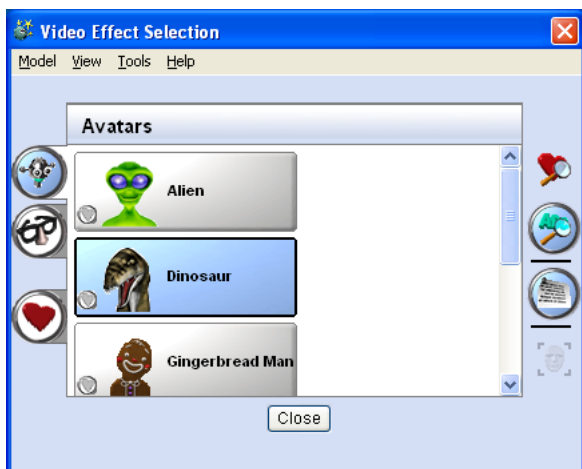 Video Effect Selection
Model View Tools Help
Avatars
Alien
Dinosaur
Gingerbread Man
Close